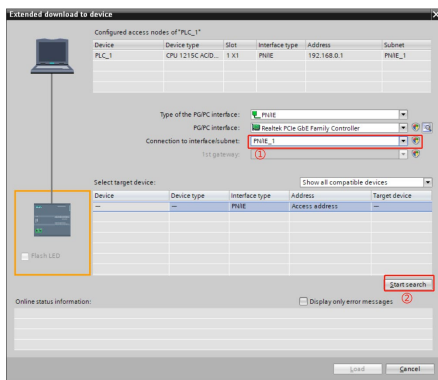 Extended download to device
Configured access nodes of "PLC_1"
Device Device type Slot Interface type Address Subnet
PLC_1 CPU 1215C AC/D... 1 X1 PN/IE 192.168.0.1 PN/IE_1
Type of the PG/PC interface: PN/IE
PG/PC interface: Realtek PCIe GbE Family Controller
Connection to interface/subnet: PN/IE_1
1st gateway: ①
Select target device: Show all compatible devices
Device Device type Interface type Address Target device
— — PN/IE Access address —
Flash LED
Start search
②
Online status information: Display only error messages
Load Cancel